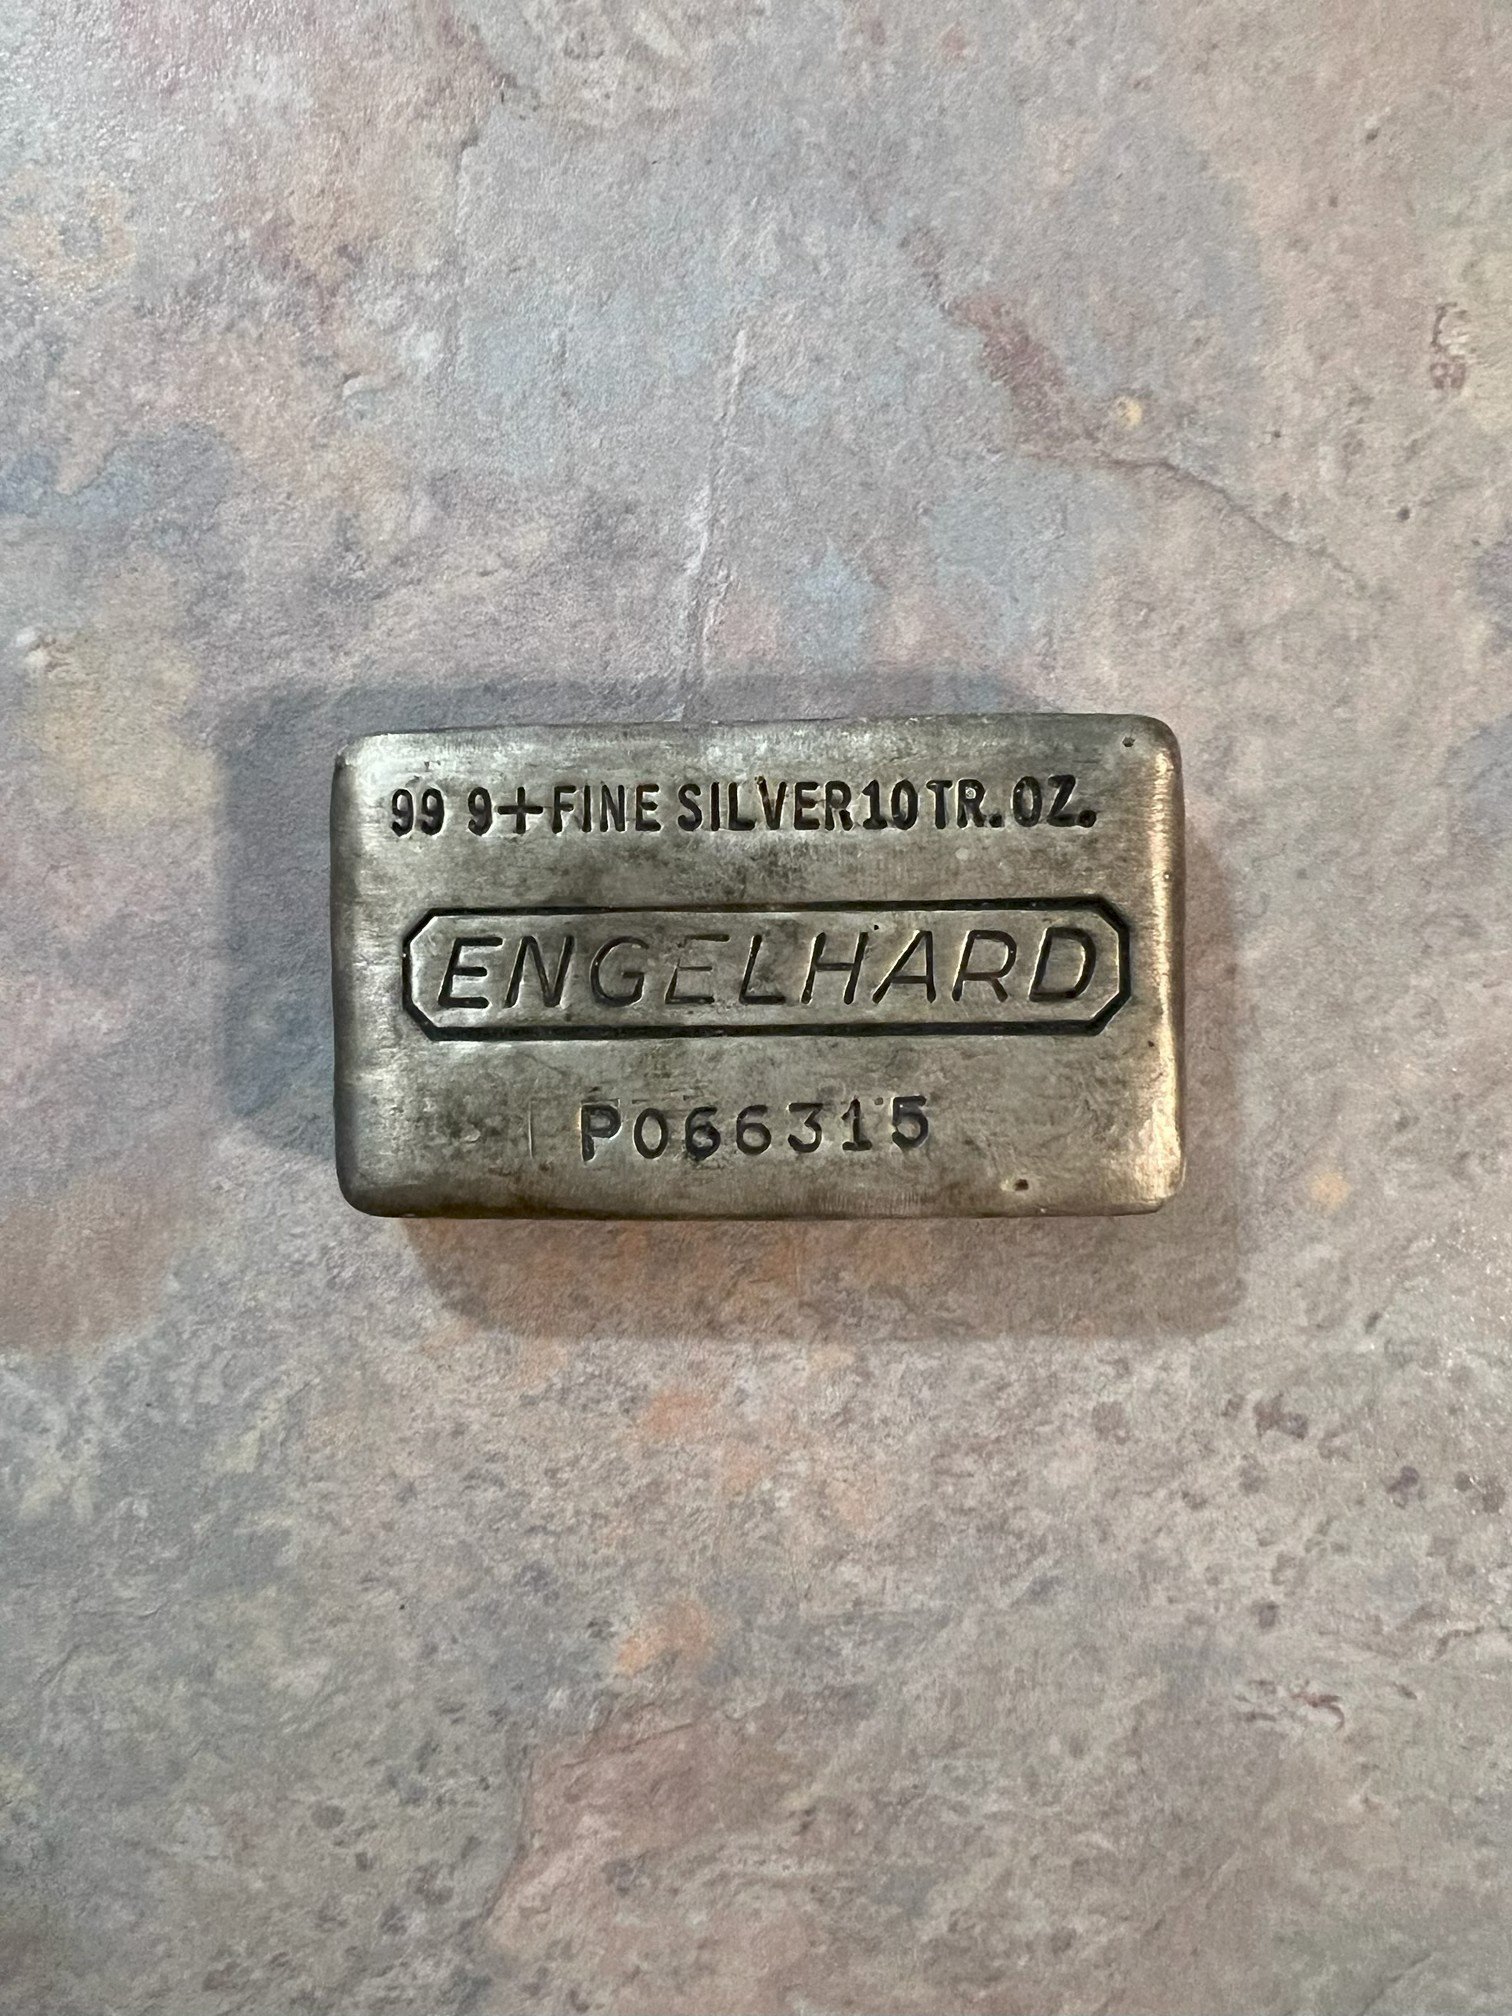 99 9+FINE SILVER 10 TR. OZ.
ENGELHARD
P066315